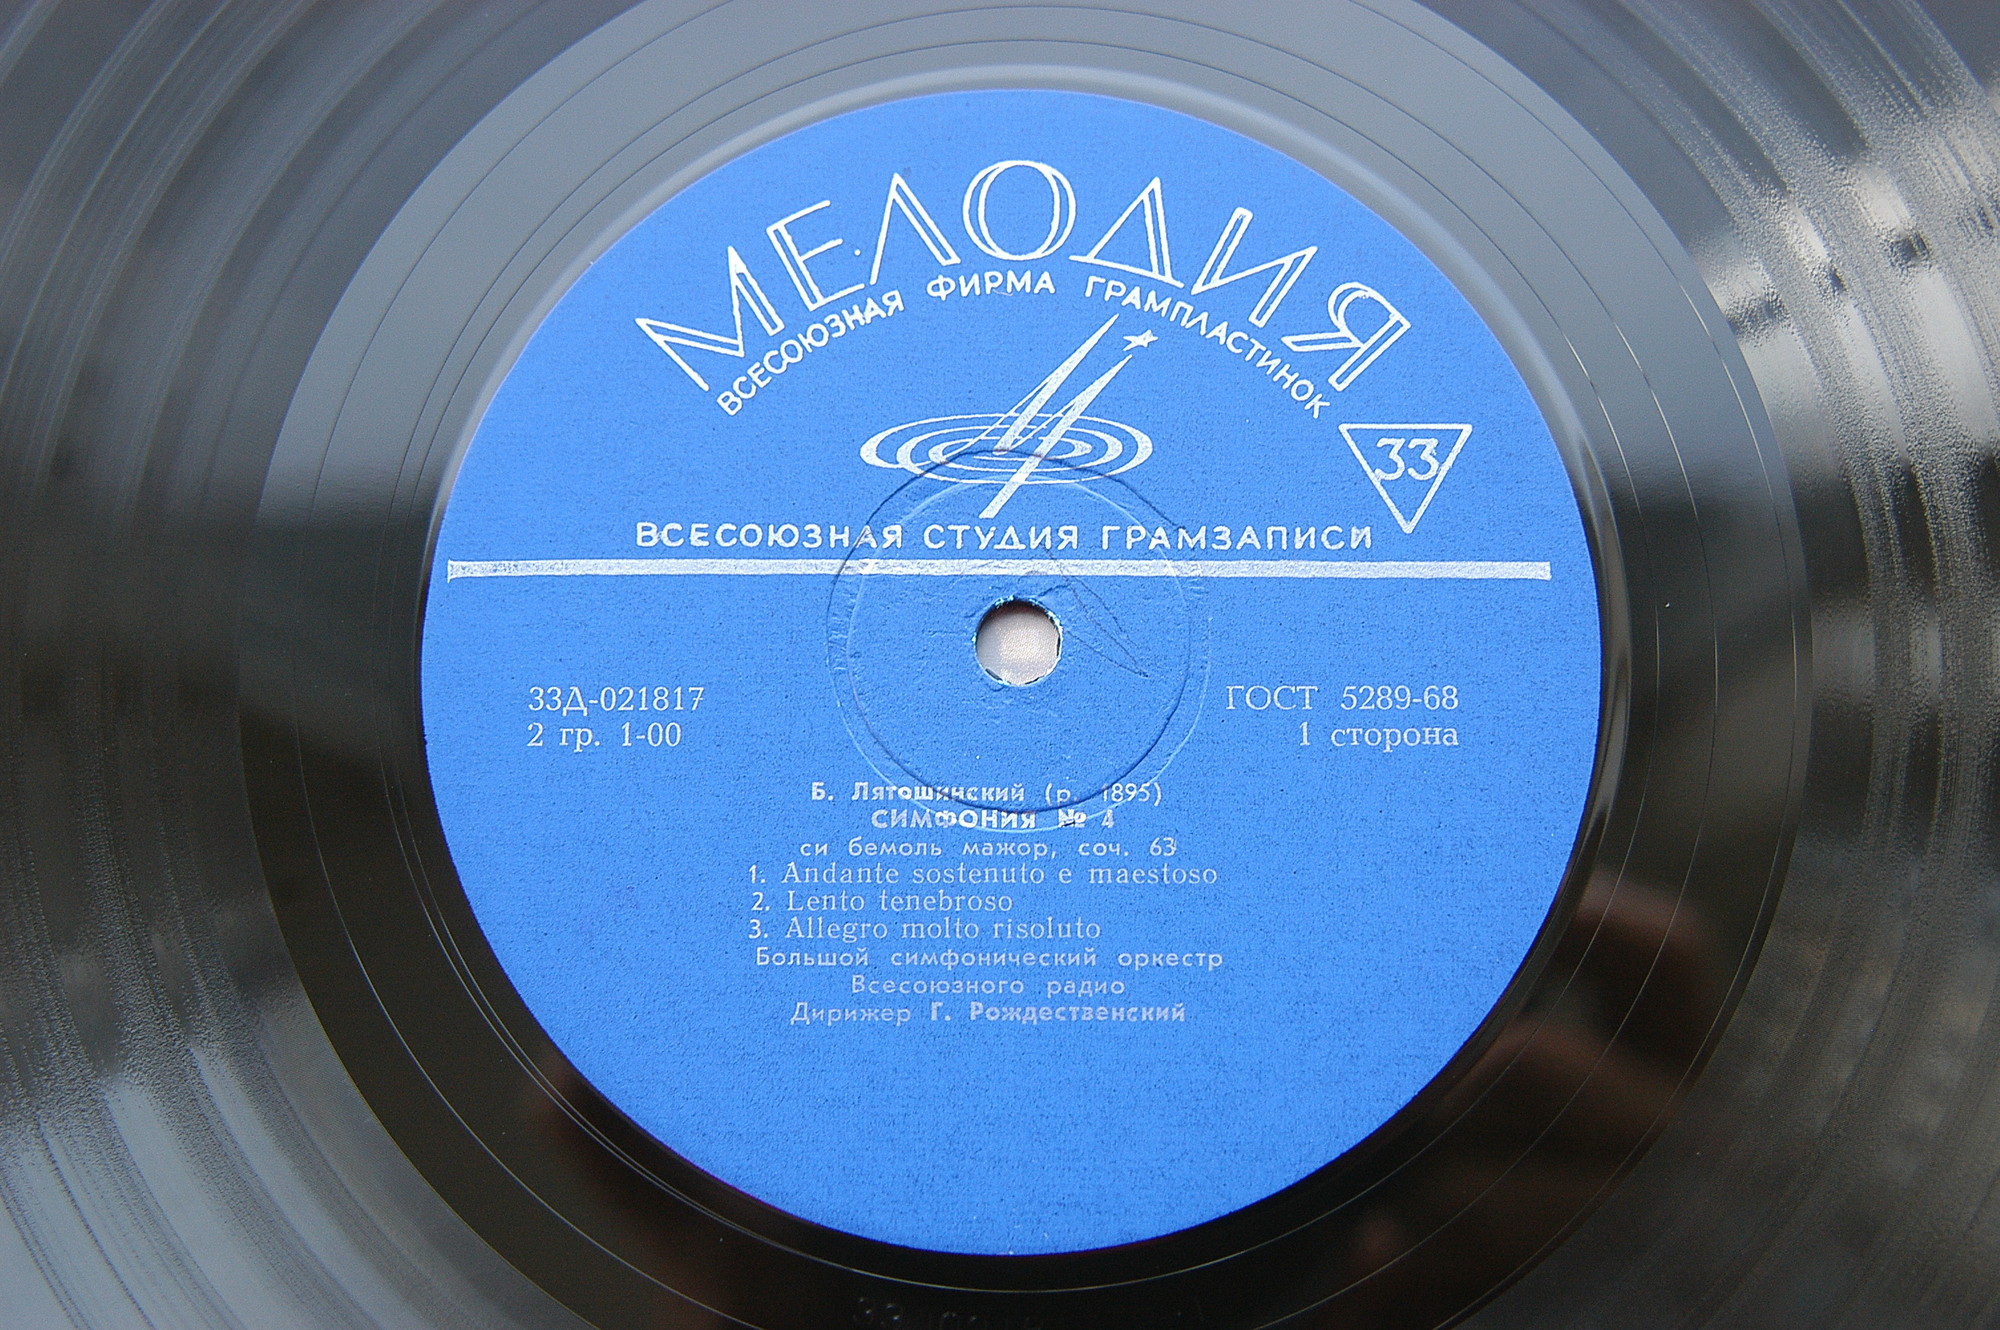 МЕЛОДИЯ
ВСЕСОЮЗНАЯ ФИРМА ГРАМПЛАСТИНОК
33
ВСЕСОЮЗНАЯ СТУДИЯ ГРАМЗАПИСИ
33Д-021817
2 гр. 1-00
ГОСТ 5289-68
1 сторона
Б. Лятошинский (р. 1895)
СИМФОНИЯ № 4
си бемоль мажор, соч. 63
1. Andante sostenuto e maestoso
2. Lento tenebroso
3. Allegro molto risoluto
Большой симфонический оркестр
Всесоюзного радио
Дирижер Г. Рождественский